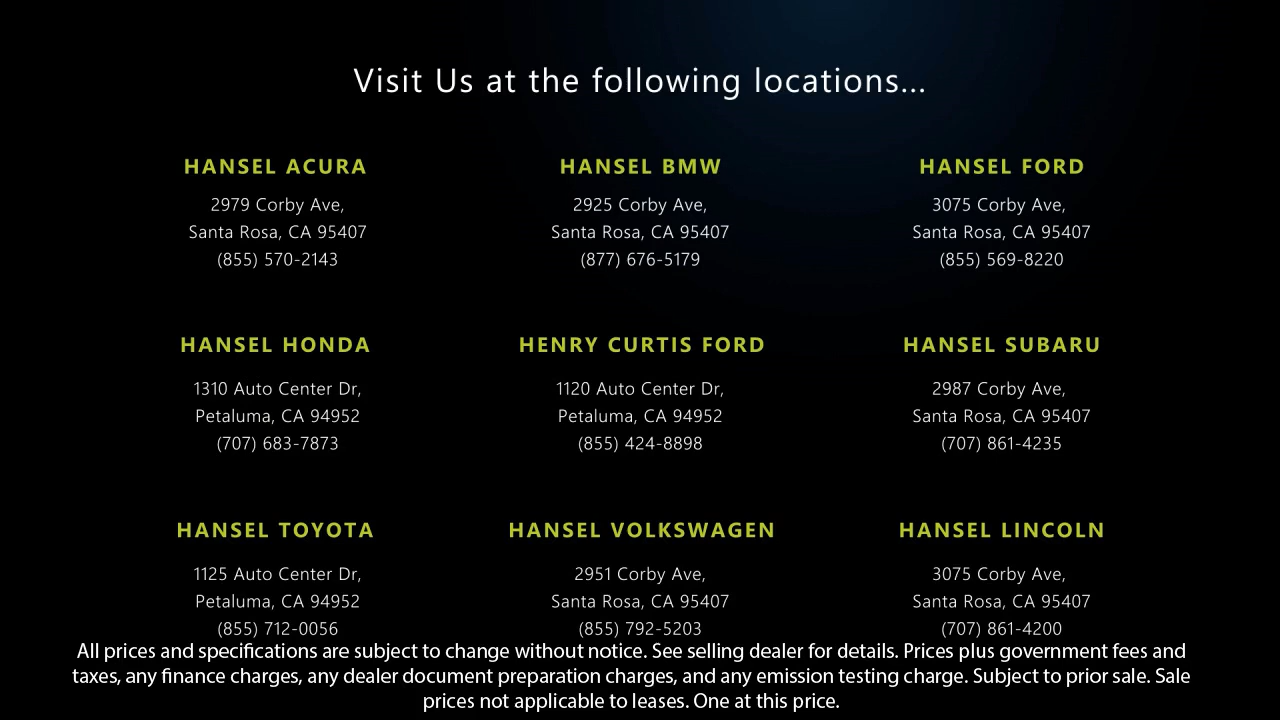 Visit Us at the following locations...
HANSEL ACURA
2979 Corby Ave,
Santa Rosa, CA 95407
(855) 570-2143
HANSEL BMW
2925 Corby Ave,
Santa Rosa, CA 95407
(877) 676-5179
HANSEL FORD
3075 Corby Ave,
Santa Rosa, CA 95407
(855) 569-8220
HANSEL HONDA
1310 Auto Center Dr,
Petaluma, CA 94952
(707) 683-7873
HENRY CURTIS FORD
1120 Auto Center Dr,
Petaluma, CA 94952
(855) 424-8898
HANSEL SUBARU
2987 Corby Ave,
Santa Rosa, CA 95407
(707) 861-4235
HANSEL TOYOTA
1125 Auto Center Dr,
Petaluma, CA 94952
(855) 712-0056
HANSEL VOLKSWAGEN
2951 Corby Ave,
Santa Rosa, CA 95407
(855) 792-5203
HANSEL LINCOLN
3075 Corby Ave,
Santa Rosa, CA 95407
(707) 861-4200
All prices and specifications are subject to change without notice. See selling dealer for details. Prices plus government fees and
taxes, any finance charges, any dealer document preparation charges, and any emission testing charge. Subject to prior sale. Sale
prices not applicable to leases. One at this price.